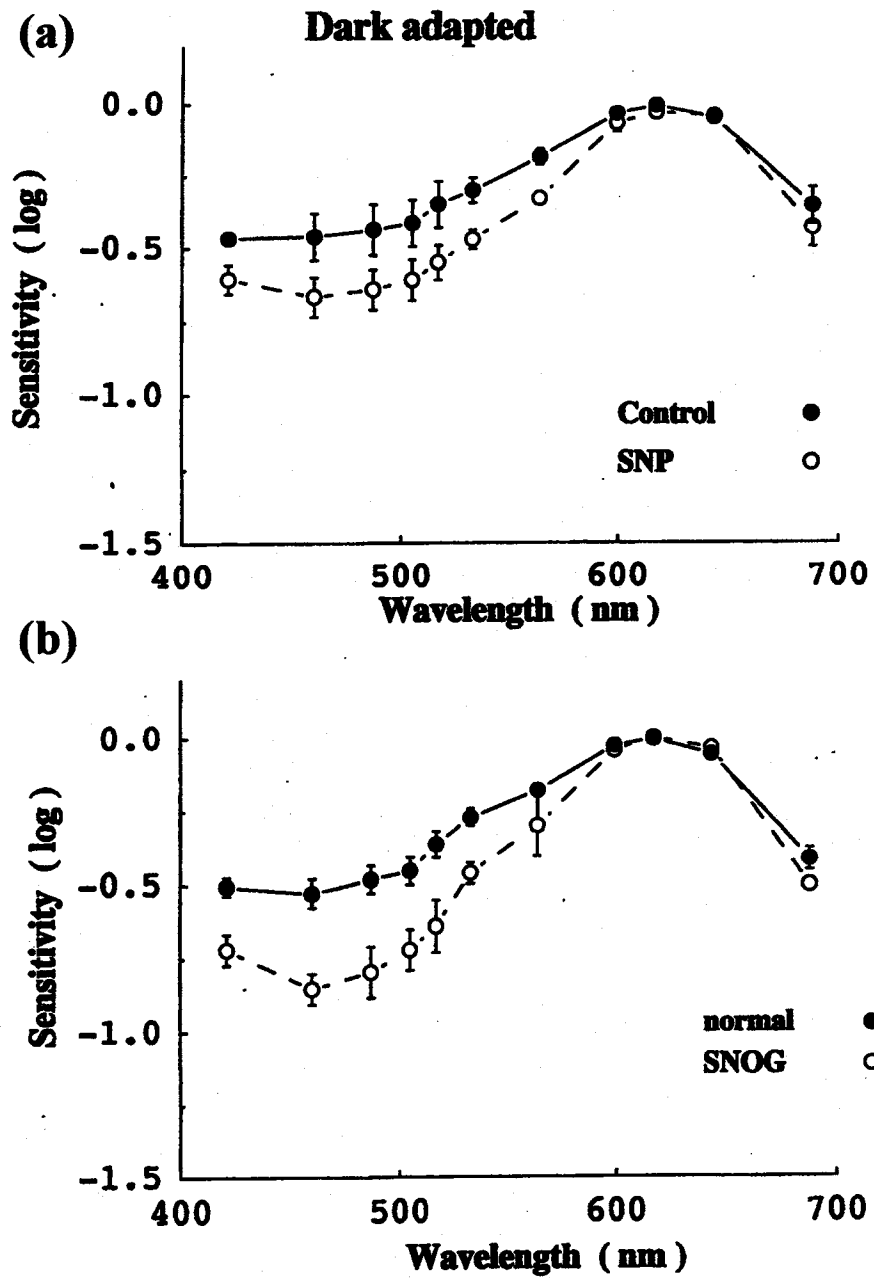 (a) Dark adapted
0.0
−0.5
−1.0
−1.5
Sensitivity (log)
Control
SNP
400 500 600 700
Wavelength (nm)
(b)
0.0
−0.5
−1.0
−1.5
Sensitivity (log)
normal
SNOG
400 500 600 700
Wavelength (nm)